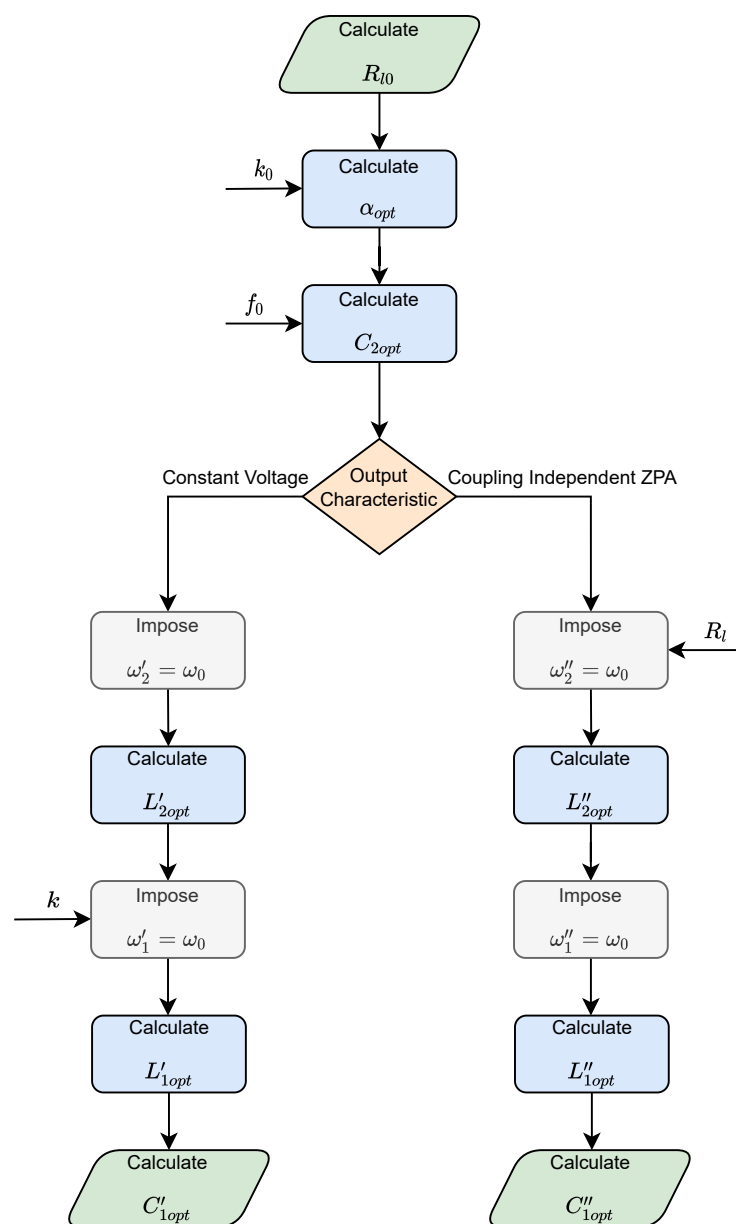 Calculate
R_{l0}
k_0
Calculate
α_{opt}
f_0
Calculate
C_{2opt}
Constant Voltage
Output
Characteristic
Coupling Independent ZPA
Impose
ω′_2 = ω_0
Impose
ω″_2 = ω_0
R_l
Calculate
L′_{2opt}
Calculate
L″_{2opt}
k
Impose
ω′_1 = ω_0
Impose
ω″_1 = ω_0
Calculate
L′_{1opt}
Calculate
L″_{1opt}
Calculate
C′_{1opt}
Calculate
C″_{1opt}